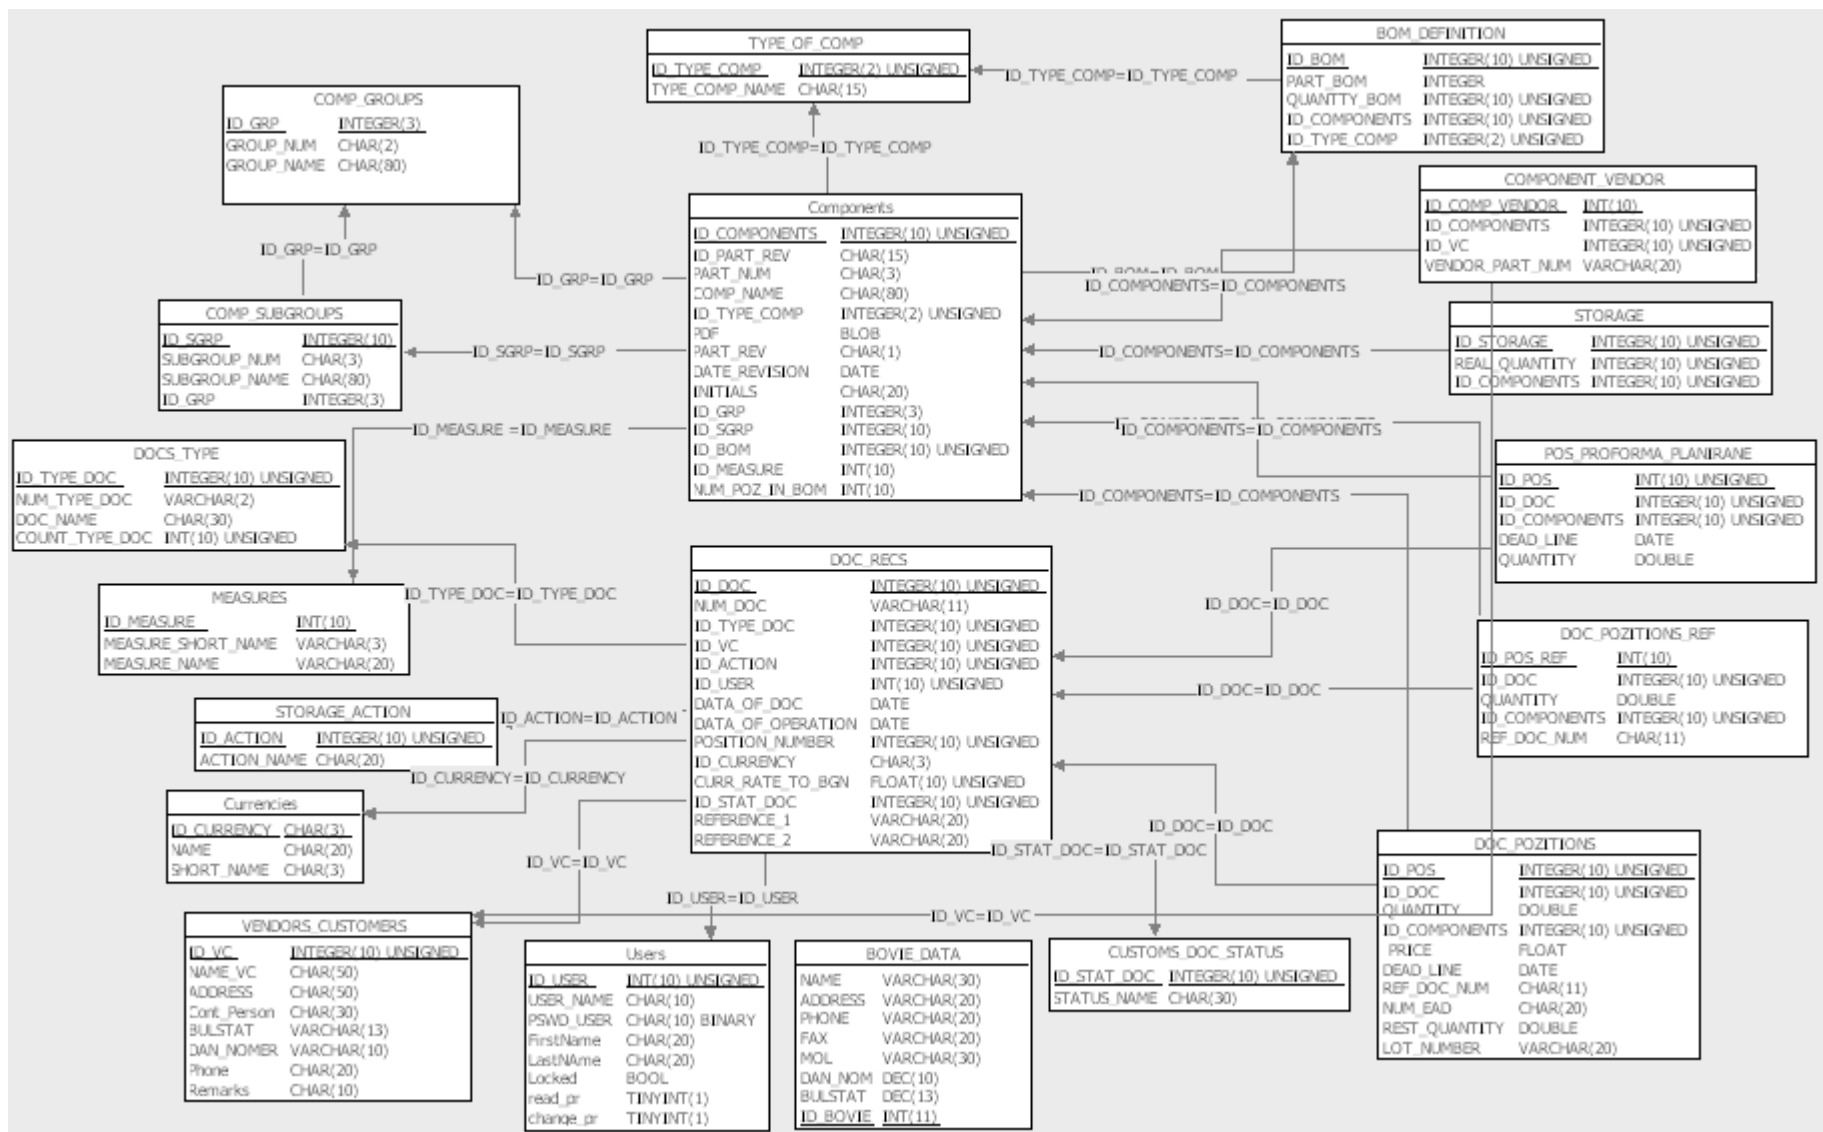 TYPE_OF_COMP
ID_TYPE_COMP INTEGER(2) UNSIGNED
TYPE_COMP_NAME CHAR(15)
BOM_DEFINITION
ID_BOM INTEGER(10) UNSIGNED
PART_BOM INTEGER
QUANTTY_BOM INTEGER(10) UNSIGNED
ID_COMPONENTS INTEGER(10) UNSIGNED
ID_TYPE_COMP INTEGER(2) UNSIGNED
ID_TYPE_COMP=ID_TYPE_COMP
COMP_GROUPS
ID_GRP INTEGER(3)
GROUP_NUM CHAR(2)
GROUP_NAME CHAR(80)
ID_TYPE_COMP=ID_TYPE_COMP
COMPONENT_VENDOR
ID_COMP_VENDOR INT(10)
ID_COMPONENTS INTEGER(10) UNSIGNED
ID_VC INTEGER(10) UNSIGNED
VENDOR_PART_NUM VARCHAR(20)
Components
ID_COMPONENTS INTEGER(10) UNSIGNED
ID_PART_REV CHAR(15)
PART_NUM CHAR(3)
COMP_NAME CHAR(80)
ID_TYPE_COMP INTEGER(2) UNSIGNED
PDF BLOB
PART_REV CHAR(1)
DATE_REVISION DATE
INITIALS CHAR(20)
ID_GRP INTEGER(3)
ID_SGRP INTEGER(10)
ID_BOM INTEGER(10) UNSIGNED
ID_MEASURE INT(10)
NUM_POZ_IN_BOM INT(10)
ID_GRP=ID_GRP
ID_GRP=ID_GRP
ID_BOM=ID_BOM
ID_COMPONENTS=ID_COMPONENTS
COMP_SUBGROUPS
ID_SGRP INTEGER(10)
SUBGROUP_NUM CHAR(3)
SUBGROUP_NAME CHAR(80)
ID_GRP INTEGER(3)
ID_SGRP=ID_SGRP
ID_COMPONENTS=ID_COMPONENTS
STORAGE
ID_STORAGE INTEGER(10) UNSIGNED
REAL_QUANTITY INTEGER(10) UNSIGNED
ID_COMPONENTS INTEGER(10) UNSIGNED
ID_MEASURE =ID_MEASURE
ID_COMPONENTS=ID_COMPONENTS
DOCS_TYPE
ID_TYPE_DOC INTEGER(10) UNSIGNED
NUM_TYPE_DOC VARCHAR(2)
DOC_NAME CHAR(30)
COUNT_TYPE_DOC INT(10) UNSIGNED
POS_PROFORMA_PLANIRANE
ID_POS INT(10) UNSIGNED
ID_DOC INTEGER(10) UNSIGNED
ID_COMPONENTS INTEGER(10) UNSIGNED
DEAD_LINE DATE
QUANTITY DOUBLE
ID_COMPONENTS=ID_COMPONENTS
DOC_RECS
ID_DOC INTEGER(10) UNSIGNED
NUM_DOC VARCHAR(11)
ID_TYPE_DOC INTEGER(10) UNSIGNED
ID_VC INTEGER(10) UNSIGNED
ID_ACTION INTEGER(10) UNSIGNED
ID_USER INT(10) UNSIGNED
DATA_OF_DOC DATE
DATA_OF_OPERATION DATE
POSITION_NUMBER INTEGER(10) UNSIGNED
ID_CURRENCY CHAR(3)
CURR_RATE_TO_BGN FLOAT(10) UNSIGNED
ID_STAT_DOC INTEGER(10) UNSIGNED
REFERENCE_1 VARCHAR(20)
REFERENCE_2 VARCHAR(20)
MEASURES
ID_MEASURE INT(10)
MEASURE_SHORT_NAME VARCHAR(3)
MEASURE_NAME VARCHAR(20)
ID_TYPE_DOC=ID_TYPE_DOC
ID_DOC=ID_DOC
DOC_POZITIONS_REF
ID_POS_REF INT(10)
ID_DOC INTEGER(10) UNSIGNED
QUANTITY DOUBLE
ID_COMPONENTS INTEGER(10) UNSIGNED
REF_DOC_NUM CHAR(11)
ID_DOC=ID_DOC
STORAGE_ACTION
ID_ACTION INTEGER(10) UNSIGNED
ACTION_NAME CHAR(20)
ID_ACTION=ID_ACTION
ID_CURRENCY=ID_CURRENCY
Currencies
ID_CURRENCY CHAR(3)
NAME CHAR(20)
SHORT_NAME CHAR(3)
ID_VC=ID_VC
ID_DOC=ID_DOC
ID_STAT_DOC=ID_STAT_DOC
DOC_POZITIONS
ID_POS INTEGER(10) UNSIGNED
ID_DOC INTEGER(10) UNSIGNED
QUANTITY DOUBLE
ID_COMPONENTS INTEGER(10) UNSIGNED
PRICE FLOAT
DEAD_LINE DATE
REF_DOC_NUM CHAR(11)
NUM_EAD CHAR(20)
REST_QUANTITY DOUBLE
LOT_NUMBER VARCHAR(20)
ID_USER=ID_USER
ID_VC=ID_VC
VENDORS_CUSTOMERS
ID_VC INTEGER(10) UNSIGNED
NAME_VC CHAR(50)
ADDRESS CHAR(50)
Cont_Person CHAR(30)
BULSTAT VARCHAR(13)
DAN_NOMER VARCHAR(10)
Phone CHAR(20)
Remarks CHAR(10)
Users
ID_USER INT(10) UNSIGNED
USER_NAME CHAR(10)
PSWD_USER CHAR(10) BINARY
FirstName CHAR(20)
LastNAme CHAR(20)
Locked BOOL
read_pr TINYINT(1)
change_pr TINYINT(1)
BOVIE_DATA
NAME VARCHAR(30)
ADDRESS VARCHAR(20)
PHONE VARCHAR(20)
FAX VARCHAR(20)
MOL VARCHAR(30)
DAN_NOM DEC(10)
BULSTAT DEC(13)
ID_BOVIE INT(11)
CUSTOMS_DOC_STATUS
ID_STAT_DOC INTEGER(10) UNSIGNED
STATUS_NAME CHAR(30)